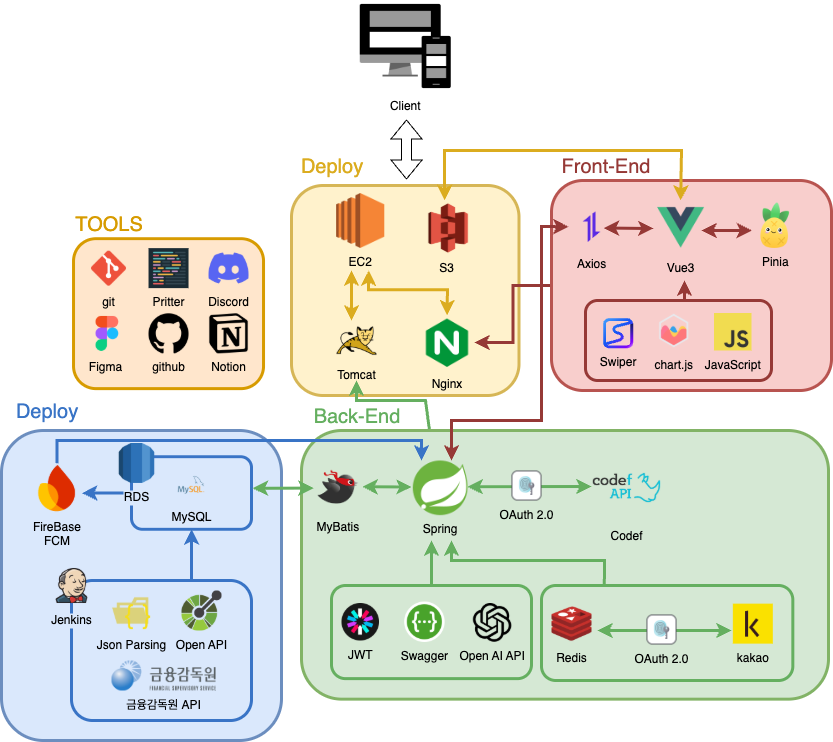 Client
Deploy
Front-End
EC2
S3
Axios
Vue3
Pinia
TOOLS
git
Pritter
Discord
Figma
github
Notion
Tomcat
N
Nginx
Swiper
chart.js
JS
JavaScript
Deploy
Back-End
FireBase
FCM
RDS
MySQL
MySQL
MyBatis
Spring
OAuth 2.0
codef
API
Codef
Jenkins
Json Parsing
Open API
금융감독원
FINANCIAL SUPERVISORY SERVICE
금융감독원 API
JWT
Swagger
Open AI API
Redis
OAuth 2.0
k
kakao